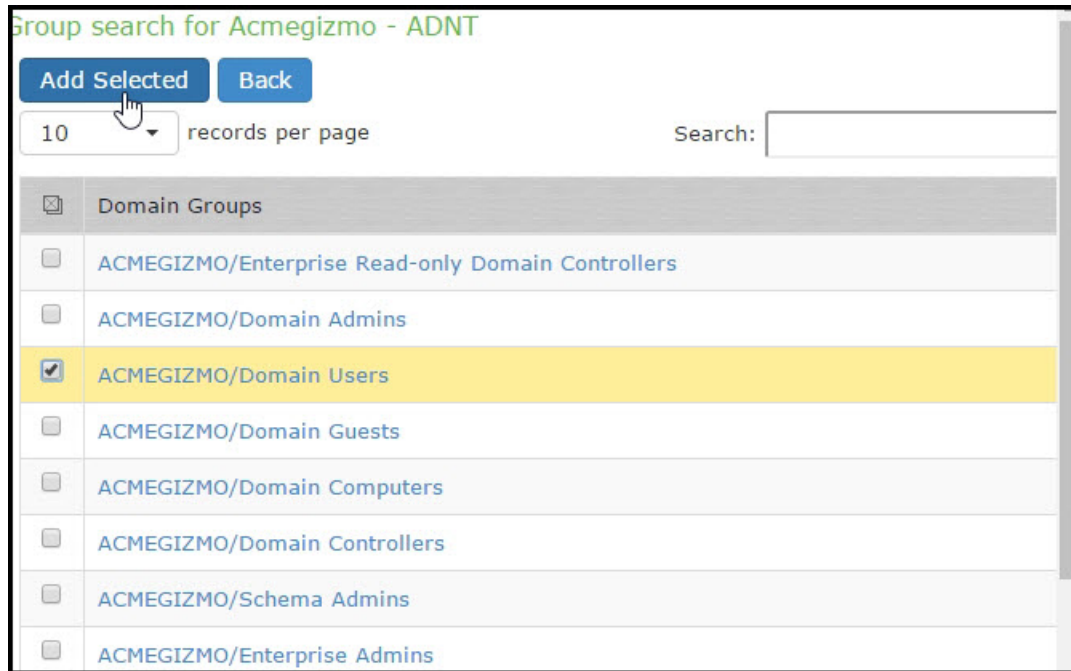 Group search for Acmegizmo - ADNT
Add Selected Back
10 records per page Search:
Domain Groups
ACMEGIZMO/Enterprise Read-only Domain Controllers
ACMEGIZMO/Domain Admins
ACMEGIZMO/Domain Users
ACMEGIZMO/Domain Guests
ACMEGIZMO/Domain Computers
ACMEGIZMO/Domain Controllers
ACMEGIZMO/Schema Admins
ACMEGIZMO/Enterprise Admins